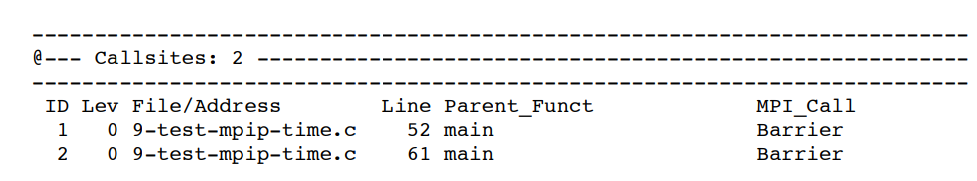 ---------------------------------------------------------------------------
@--- Callsites: 2 ---------------------------------------------------------
---------------------------------------------------------------------------
 ID Lev File/Address        Line Parent_Funct             MPI_Call
  1   0 9-test-mpip-time.c    52 main                     Barrier
  2   0 9-test-mpip-time.c    61 main                     Barrier